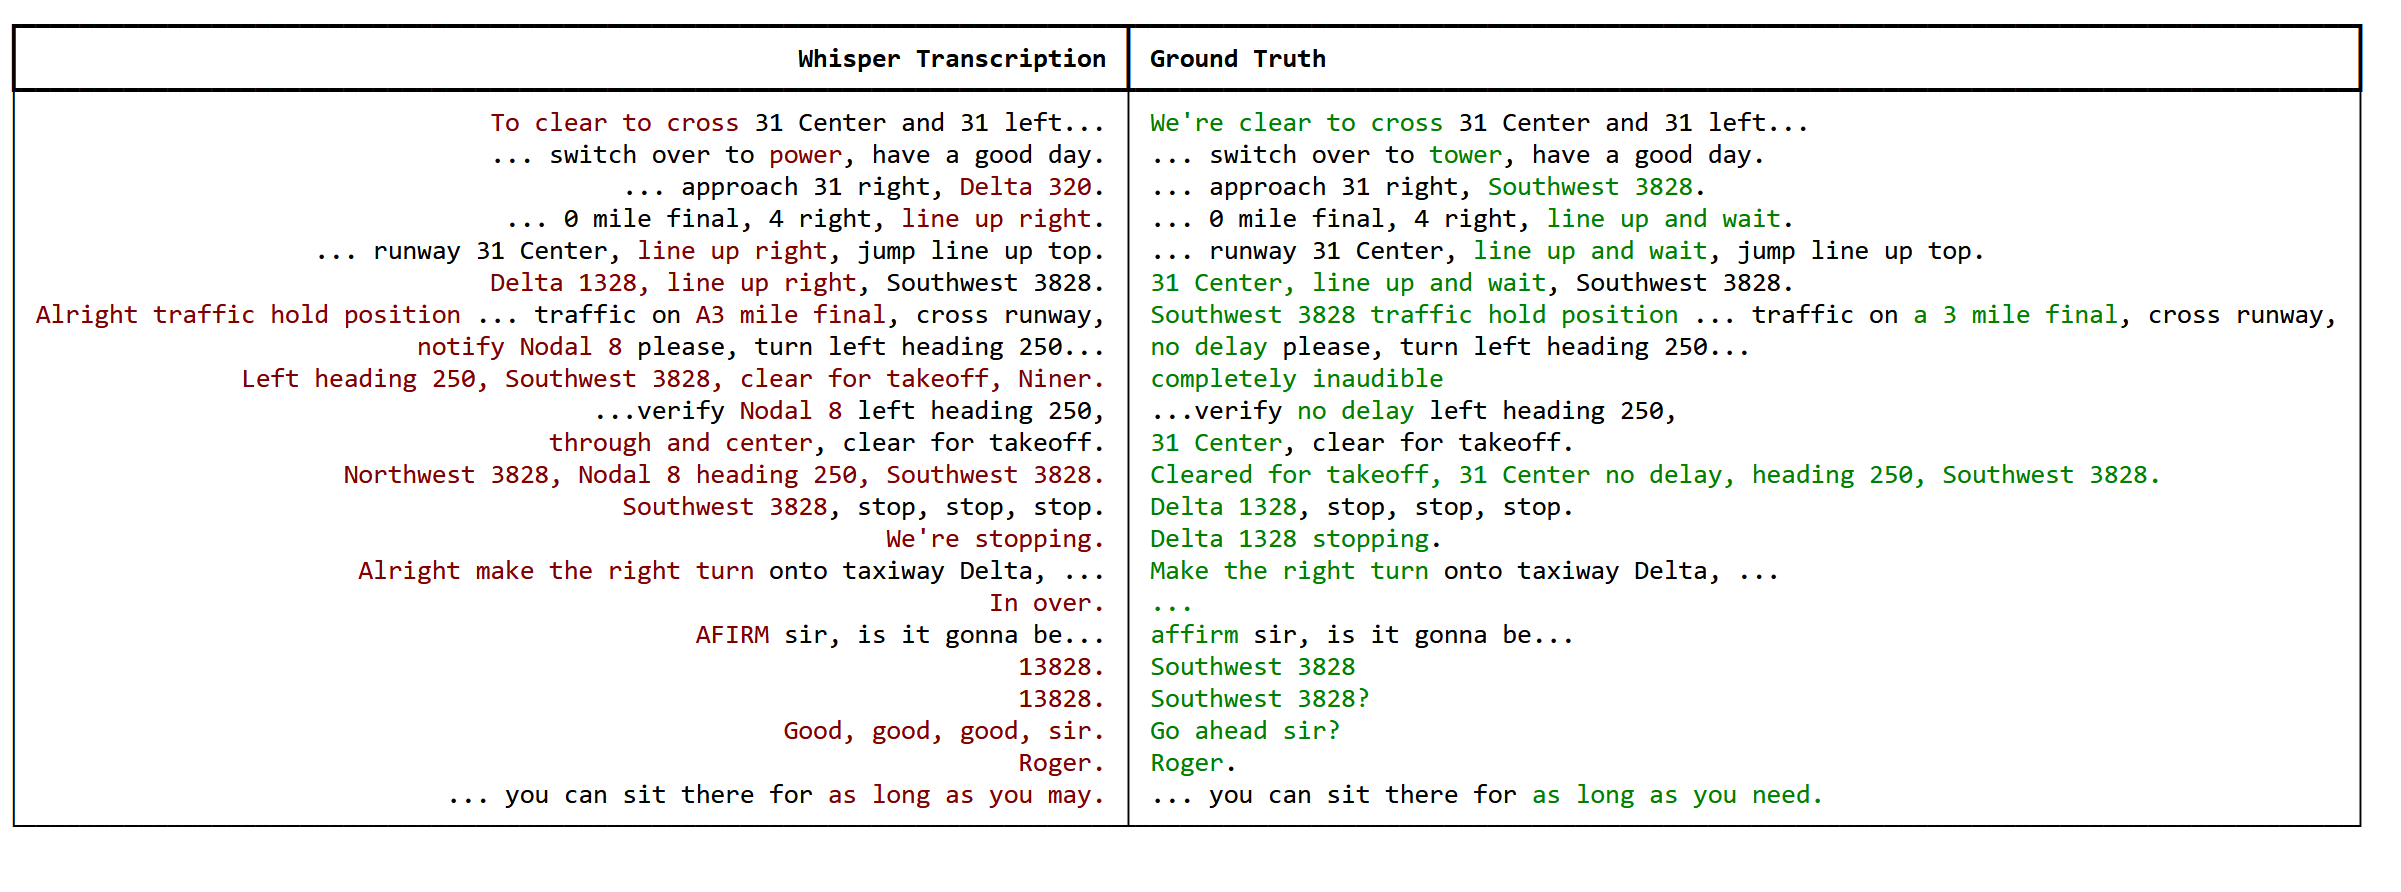 Whisper Transcription | Ground Truth
To clear to cross 31 Center and 31 left... | We're clear to cross 31 Center and 31 left...
... switch over to power, have a good day. | ... switch over to tower, have a good day.
... approach 31 right, Delta 320. | ... approach 31 right, Southwest 3828.
... 0 mile final, 4 right, line up right. | ... 0 mile final, 4 right, line up and wait.
... runway 31 Center, line up right, jump line up top. | ... runway 31 Center, line up and wait, jump line up top.
Delta 1328, line up right, Southwest 3828. | 31 Center, line up and wait, Southwest 3828.
Alright traffic hold position ... traffic on A3 mile final, cross runway, | Southwest 3828 traffic hold position ... traffic on a 3 mile final, cross runway,
notify Nodal 8 please, turn left heading 250... | no delay please, turn left heading 250...
Left heading 250, Southwest 3828, clear for takeoff, Niner. | completely inaudible
...verify Nodal 8 left heading 250, | ...verify no delay left heading 250,
through and center, clear for takeoff. | 31 Center, clear for takeoff.
Northwest 3828, Nodal 8 heading 250, Southwest 3828. | Cleared for takeoff, 31 Center no delay, heading 250, Southwest 3828.
Southwest 3828, stop, stop, stop. | Delta 1328, stop, stop, stop.
We're stopping. | Delta 1328 stopping.
Alright make the right turn onto taxiway Delta, ... | Make the right turn onto taxiway Delta, ...
In over. | ...
AFIRM sir, is it gonna be... | affirm sir, is it gonna be...
13828. | Southwest 3828
13828. | Southwest 3828?
Good, good, good, sir. | Go ahead sir?
Roger. | Roger.
... you can sit there for as long as you may. | ... you can sit there for as long as you need.